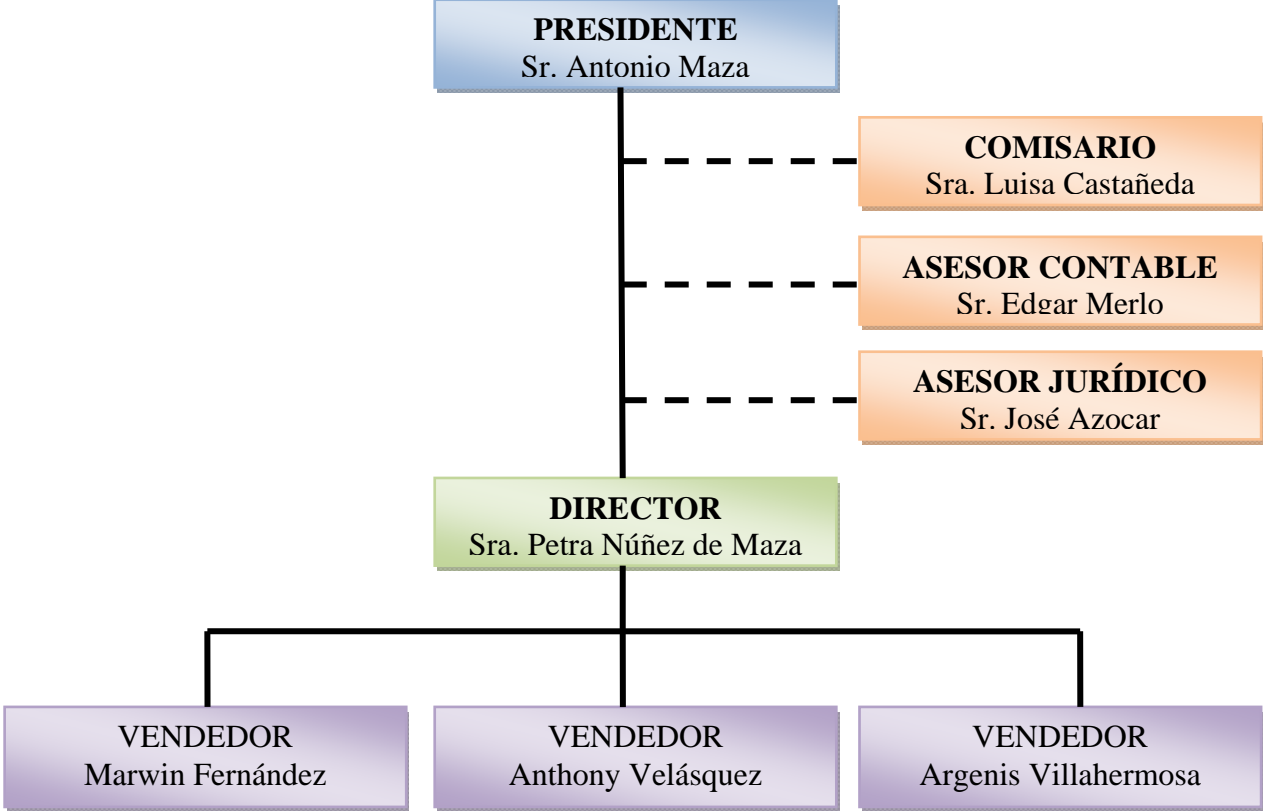 PRESIDENTE
Sr. Antonio Maza
COMISARIO
Sra. Luisa Castañeda
ASESOR CONTABLE
Sr. Edgar Merlo
ASESOR JURÍDICO
Sr. José Azocar
DIRECTOR
Sra. Petra Núñez de Maza
VENDEDOR
Marwin Fernández
VENDEDOR
Anthony Velásquez
VENDEDOR
Argenis Villahermosa